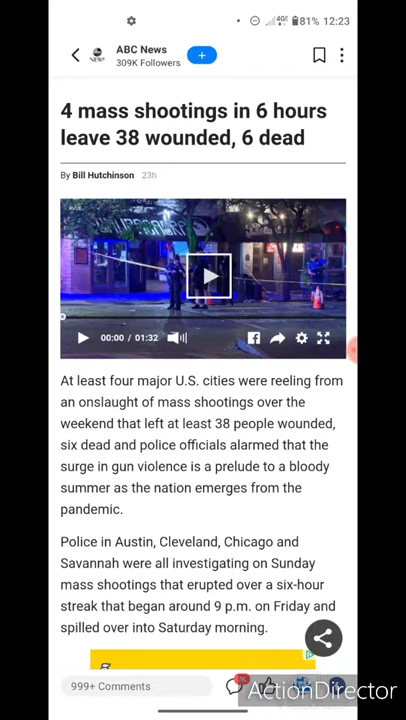 4GE 81% 12:23
ABC News
309K Followers
4 mass shootings in 6 hours
leave 38 wounded, 6 dead
By Bill Hutchinson 23h
00:00 / 01:32
At least four major U.S. cities were reeling from
an onslaught of mass shootings over the
weekend that left at least 38 people wounded,
six dead and police officials alarmed that the
surge in gun violence is a prelude to a bloody
summer as the nation emerges from the
pandemic.
Police in Austin, Cleveland, Chicago and
Savannah were all investigating on Sunday
mass shootings that erupted over a six-hour
streak that began around 9 p.m. on Friday and
spilled over into Saturday morning.
999+ Comments
ActionDirector